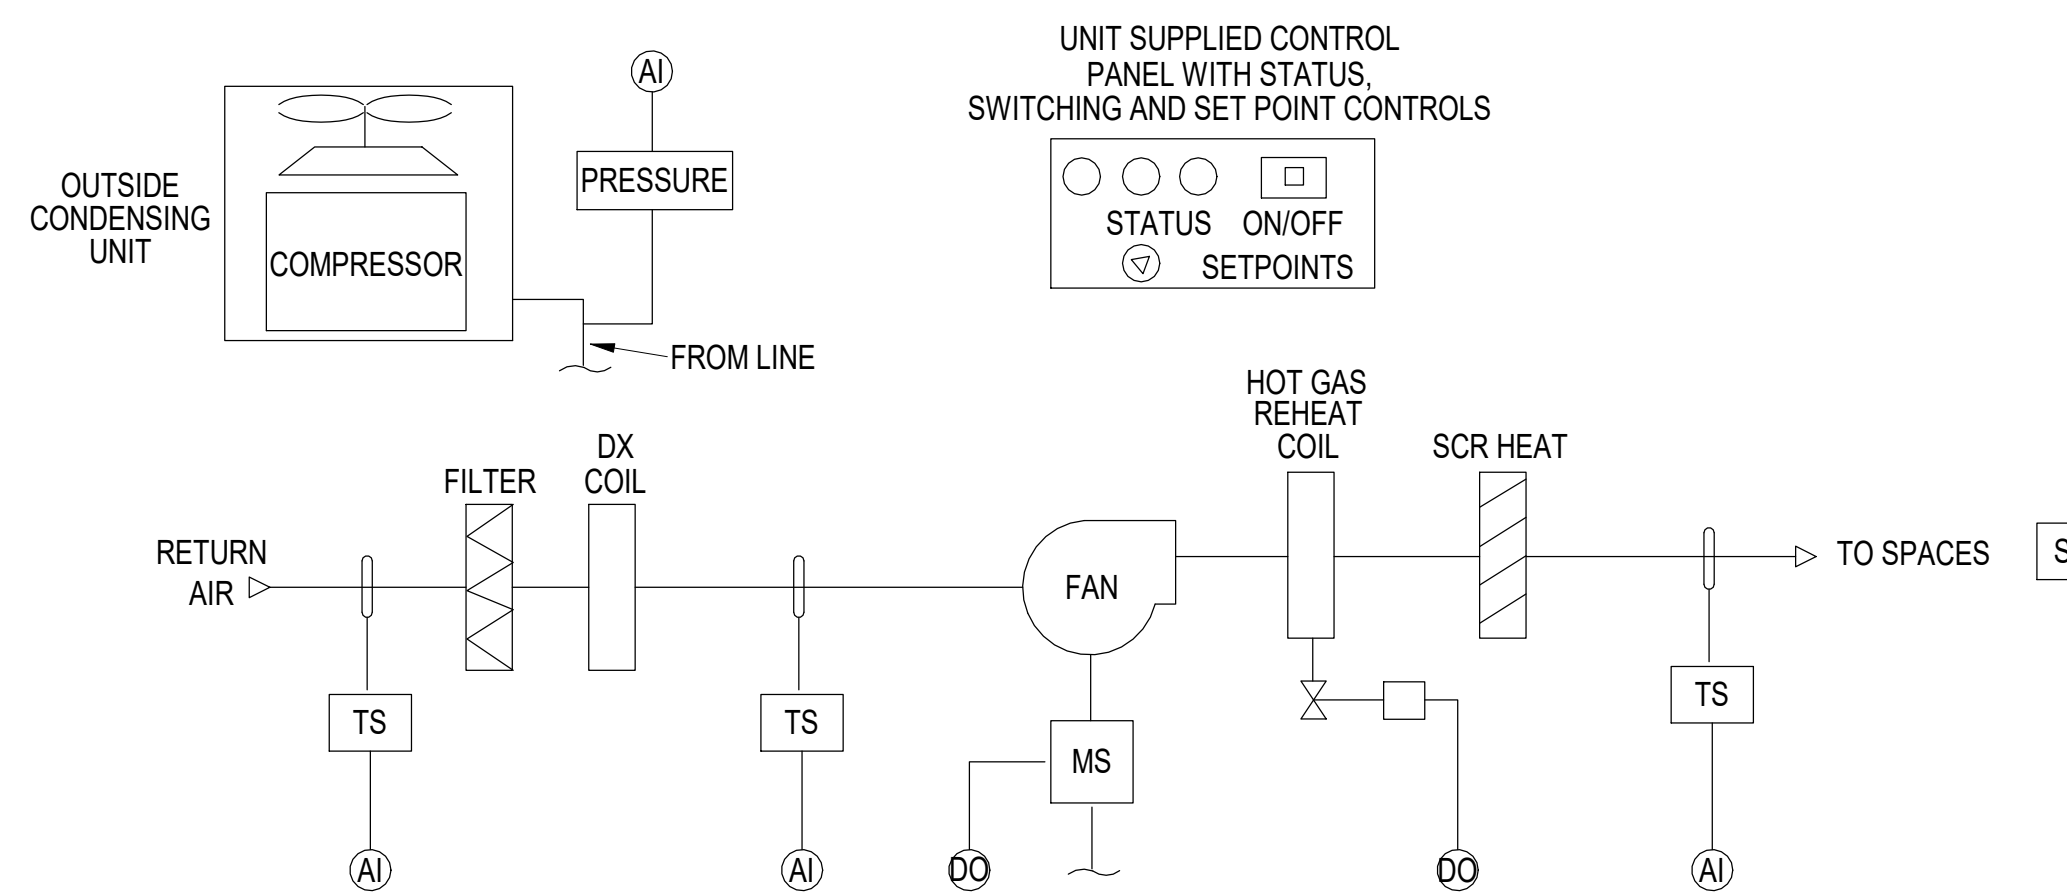 UNIT SUPPLIED CONTROL
PANEL WITH STATUS,
SWITCHING AND SET POINT CONTROLS
AI
PRESSURE
OUTSIDE
CONDENSING
UNIT
COMPRESSOR
STATUS
ON/OFF
SETPOINTS
FROM LINE
HOT GAS
REHEAT
COIL
SCR HEAT
DX
COIL
FILTER
RETURN
AIR
FAN
TO SPACES
S
TS
TS
MS
TS
AI
AI
DO
DO
AI